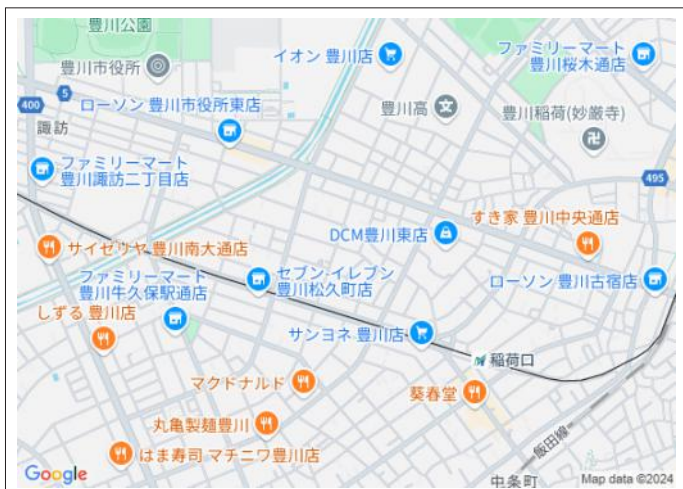 豊川公園
豊川市役所
イオン 豊川店
ファミリーマート
豊川桜木通店
5
400
諏訪
ローソン 豊川市役所東店
豊川高
豊川稲荷(妙厳寺)
ファミリーマート
豊川諏訪二丁目店
495
すき家 豊川中央通店
サイゼリヤ 豊川南大通店
DCM豊川東店
セブン-イレブン
豊川松久町店
ローソン 豊川古宿店
ファミリーマート
豊川牛久保駅通店
しずる 豊川店
サンヨネ 豊川店
稲荷口
マクドナルド
葵春堂
丸亀製麺豊川
飯田線
はま寿司 マチニワ豊川店
中条町
Google
Map data ©2024